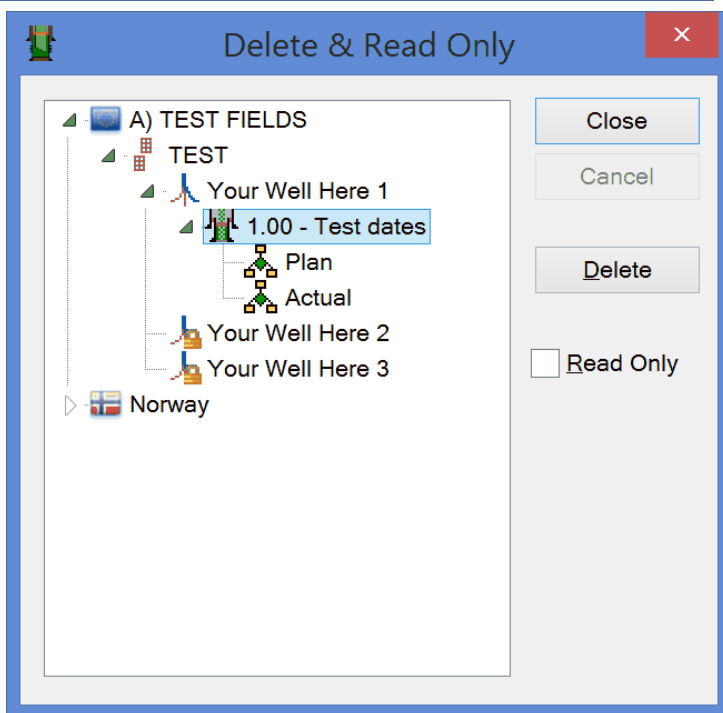 Delete & Read Only
A) TEST FIELDS
TEST
Your Well Here 1
1.00 - Test dates
Plan
Actual
Your Well Here 2
Your Well Here 3
Norway
Close
Cancel
Delete
Read Only